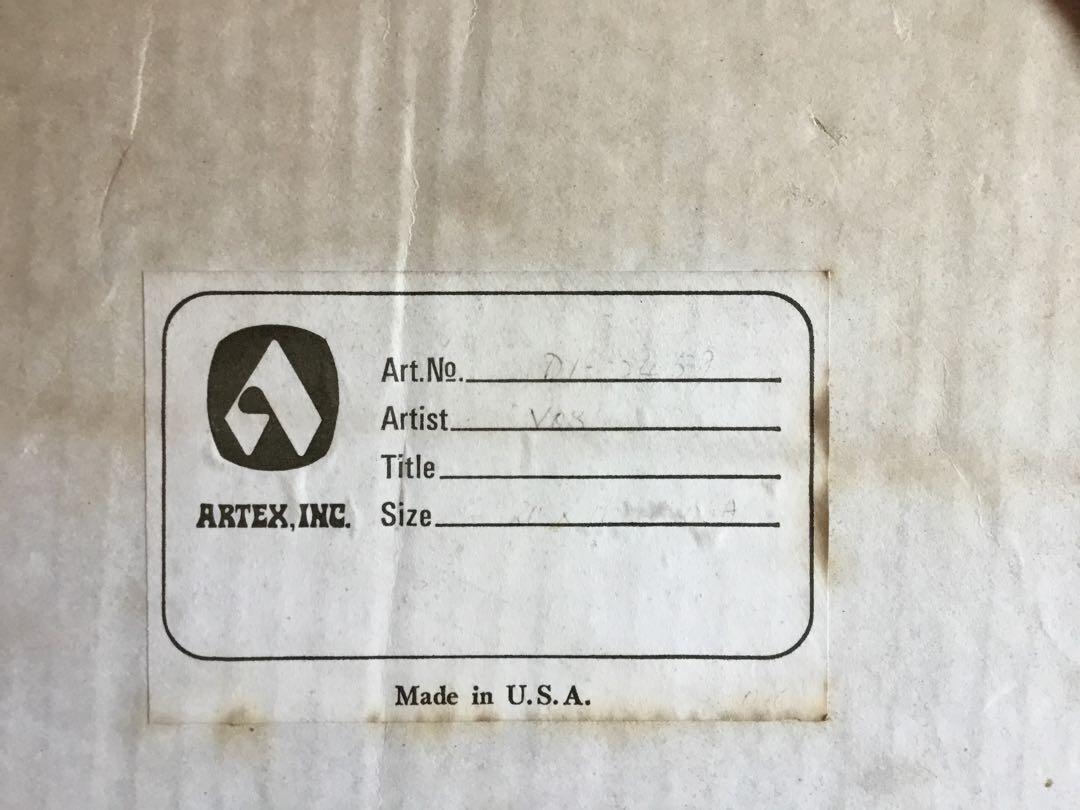 Art.No.
Artist
Title
ARTEX, INC. Size
Made in U.S.A.